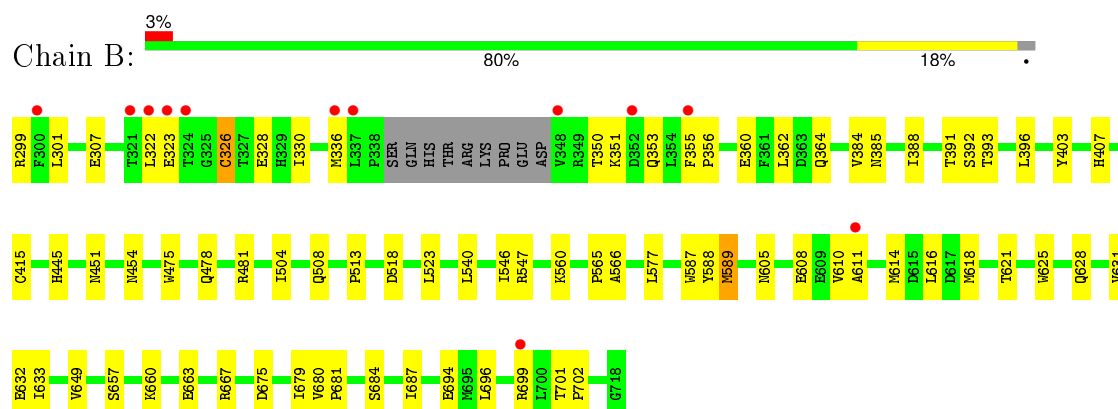 3%
Chain B:
80% 18% •
R299 F300 L301 E307 T321 L322 E323 T324 G325 C326 T327 E328 H329 I330 M336 L337 P338 SER GLN HIS THR ARG LYS PRO GLU ASP V348 R349 T350 K351 D352 Q353 L354 F355 P356 E360 F361 L362 D363 Q364 V384 N385 I388 T391 S392 T393 L396 Y403 H407
C415 H445 N451 N454 W475 Q478 R481 I504 Q508 P513 D518 L523 L540 I546 R547 K560 P565 A566 L577 W587 Y588 M589 N605 E608 E609 V610 A611 M614 D615 L616 D617 M618 T621 W625 Q628 V631
E632 I633 V649 S657 K660 E663 R667 D675 I679 V680 P681 S684 I687 E694 M695 L696 R699 L700 T701 P702 G718